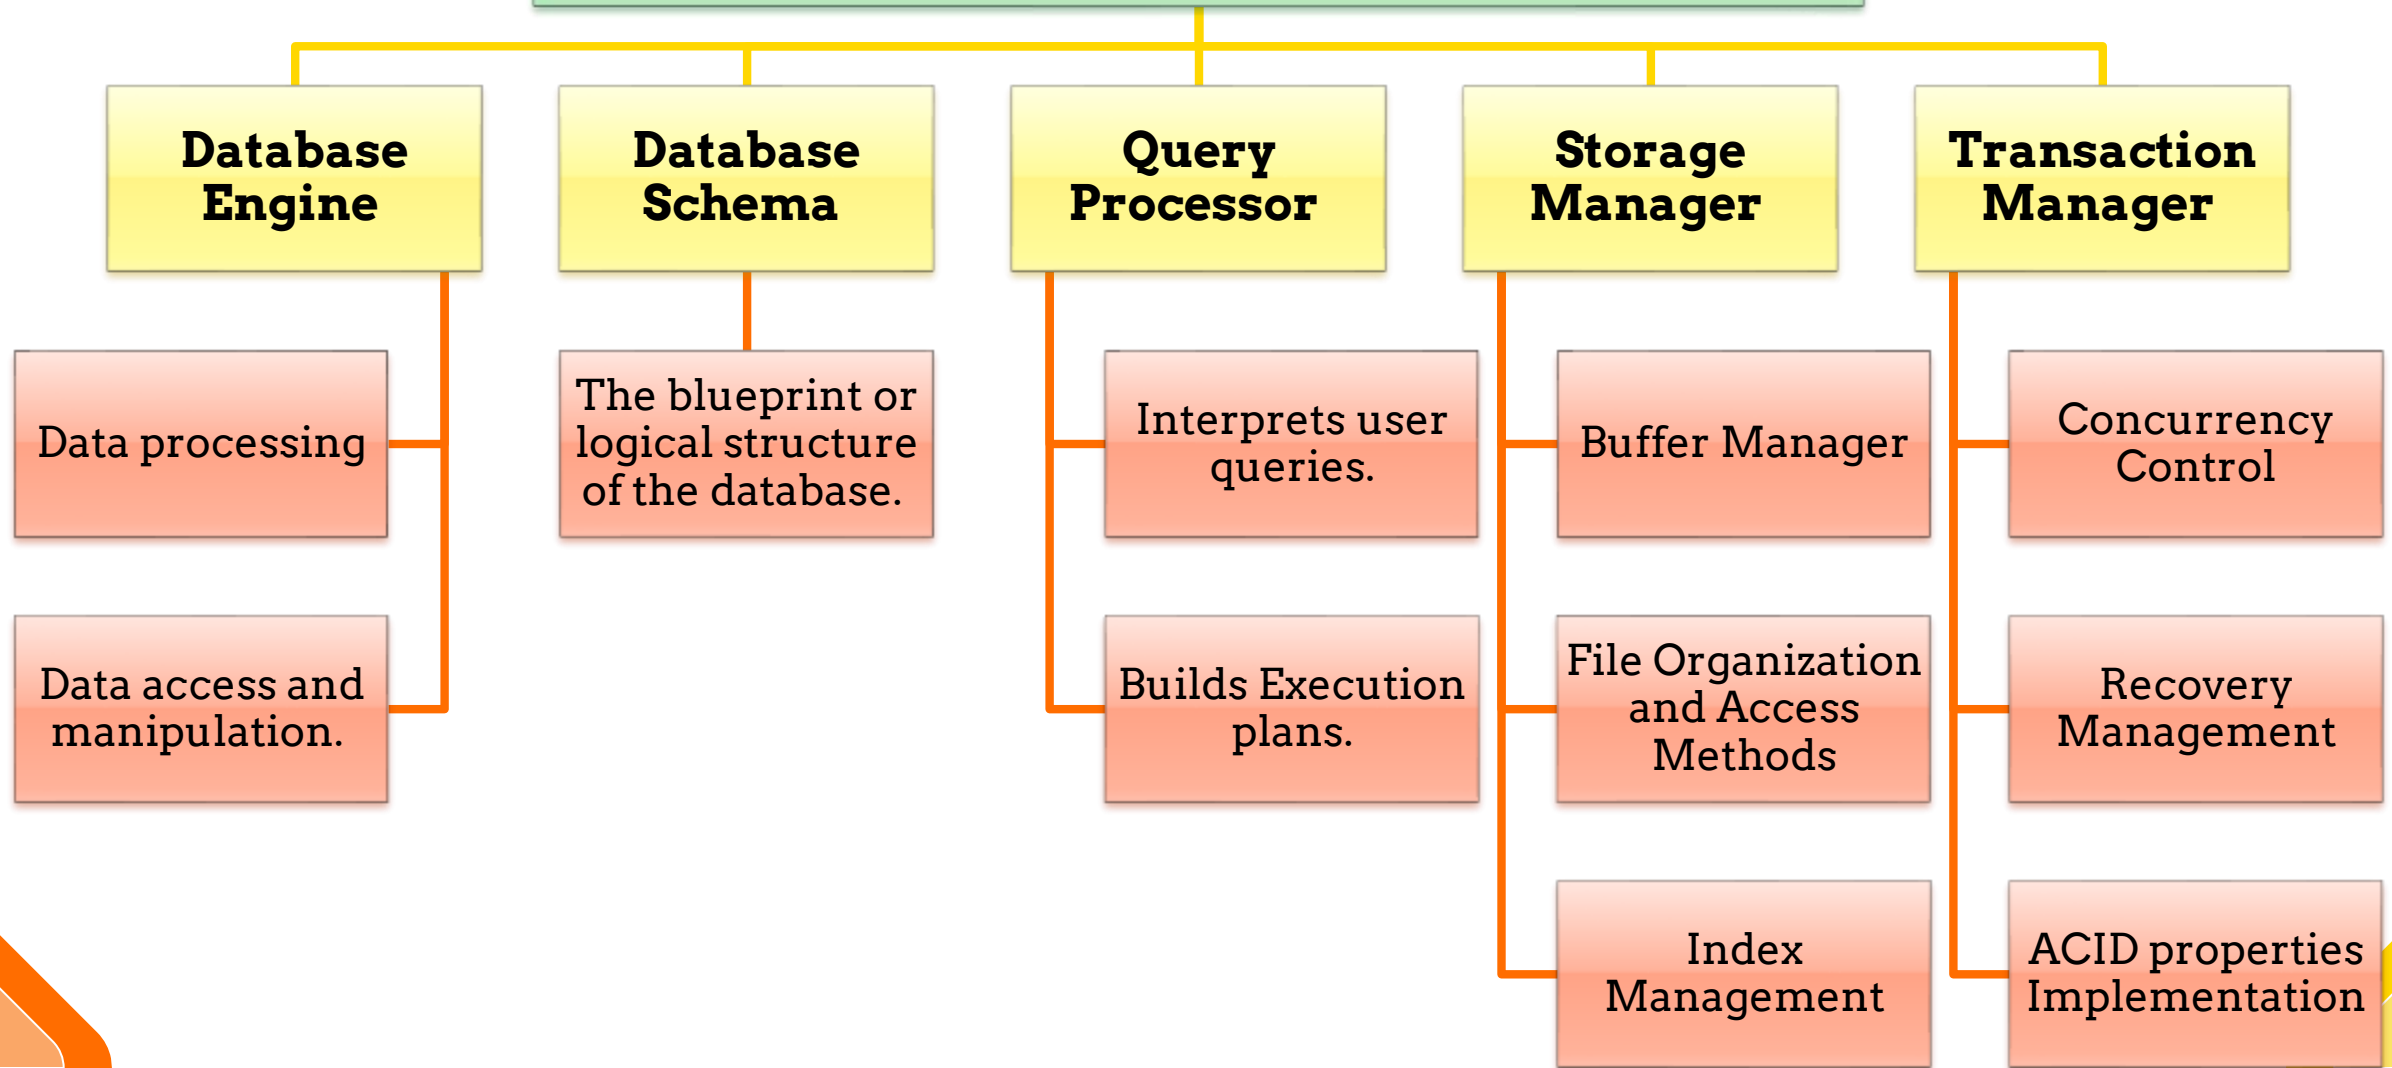 Database
Engine
Data processing
Data access and
manipulation.
Database
Schema
The blueprint or
logical structure
of the database.
Query
Processor
Interprets user
queries.
Builds Execution
plans.
Storage
Manager
Buffer Manager
File Organization
and Access
Methods
Index
Management
Transaction
Manager
Concurrency
Control
Recovery
Management
ACID properties
Implementation